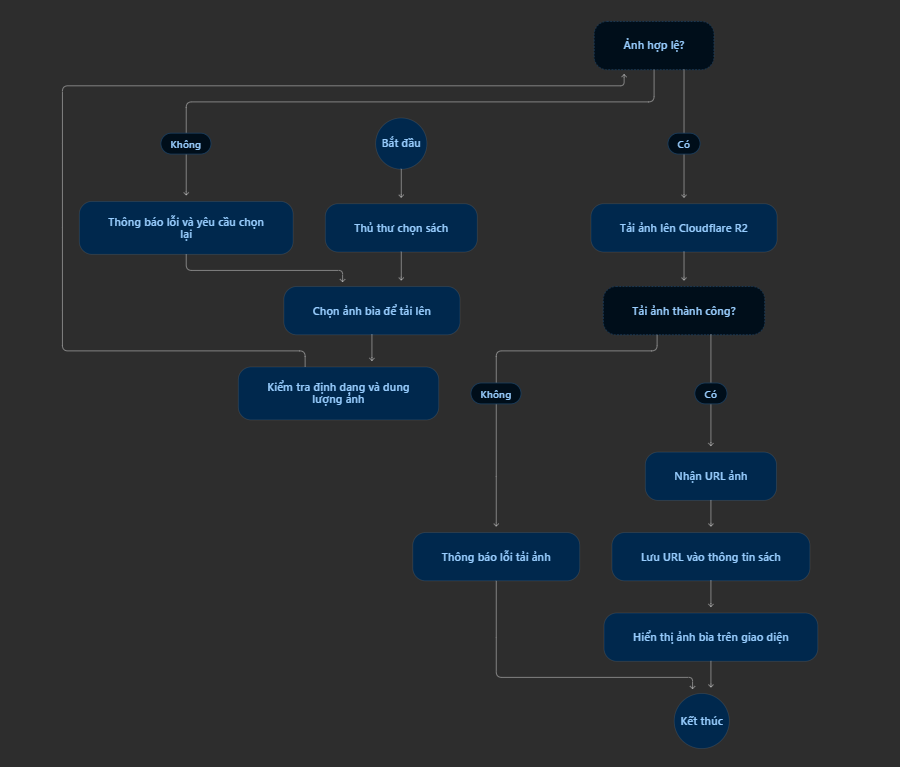 Ảnh hợp lệ?
Không
Bắt đầu
Có
Thông báo lỗi và yêu cầu chọn
lại
Thủ thư chọn sách
Tải ảnh lên Cloudflare R2
Chọn ảnh bìa để tải lên
Tải ảnh thành công?
Kiểm tra định dạng và dung
lượng ảnh
Không
Có
Nhận URL ảnh
Thông báo lỗi tải ảnh
Lưu URL vào thông tin sách
Hiển thị ảnh bìa trên giao diện
Kết thúc